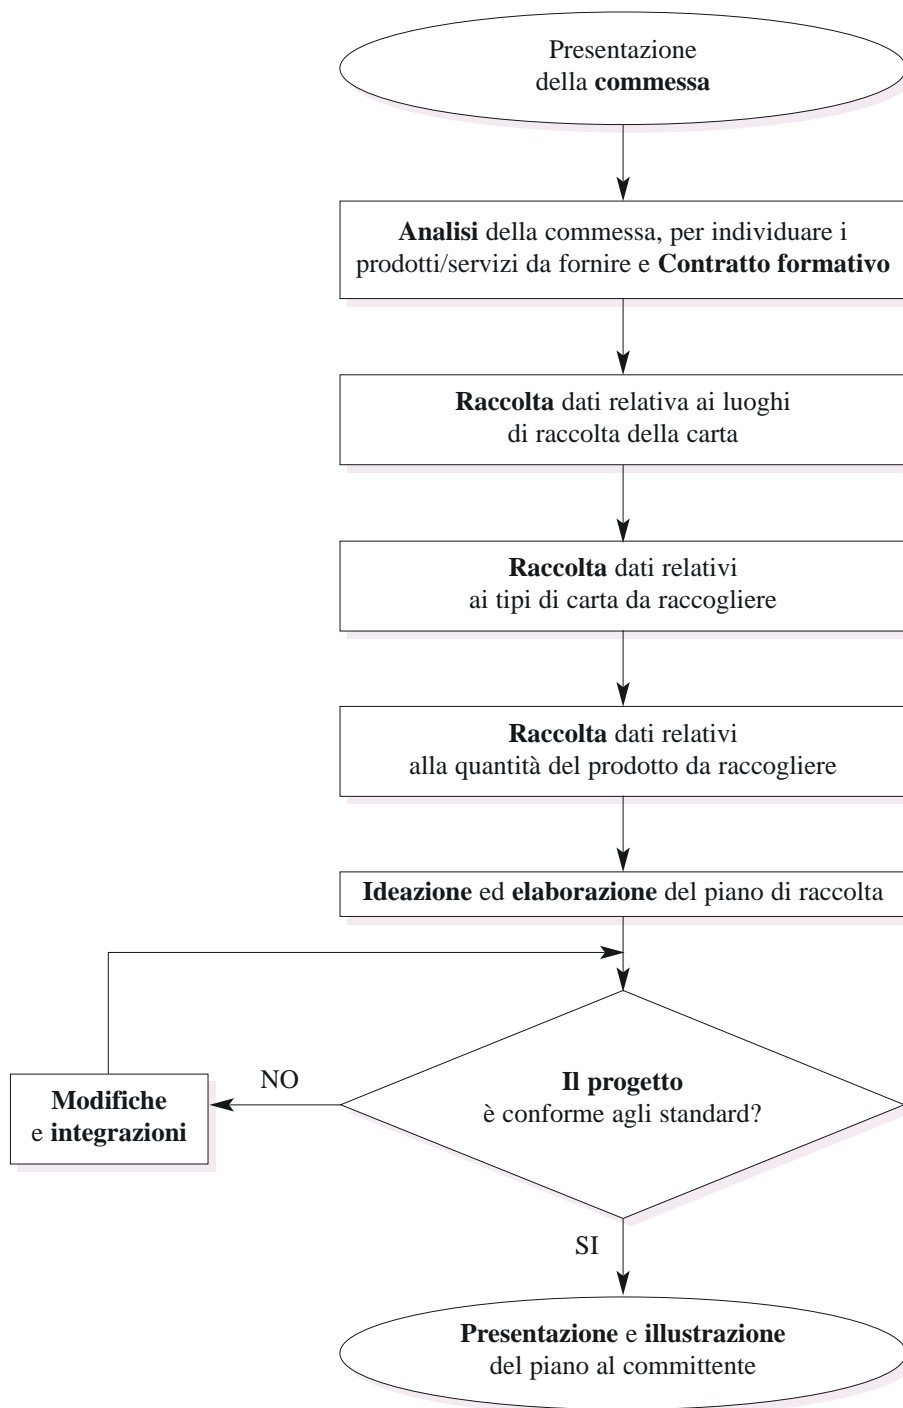 Presentazione
della commessa
Analisi della commessa, per individuare i
prodotti/servizi da fornire e Contratto formativo
Raccolta dati relativa ai luoghi
di raccolta della carta
Raccolta dati relativi
ai tipi di carta da raccogliere
Raccolta dati relativi
alla quantità del prodotto da raccogliere
Ideazione ed elaborazione del piano di raccolta
NO
Modifiche
e integrazioni
Il progetto
è conforme agli standard?
SI
Presentazione e illustrazione
del piano al committente